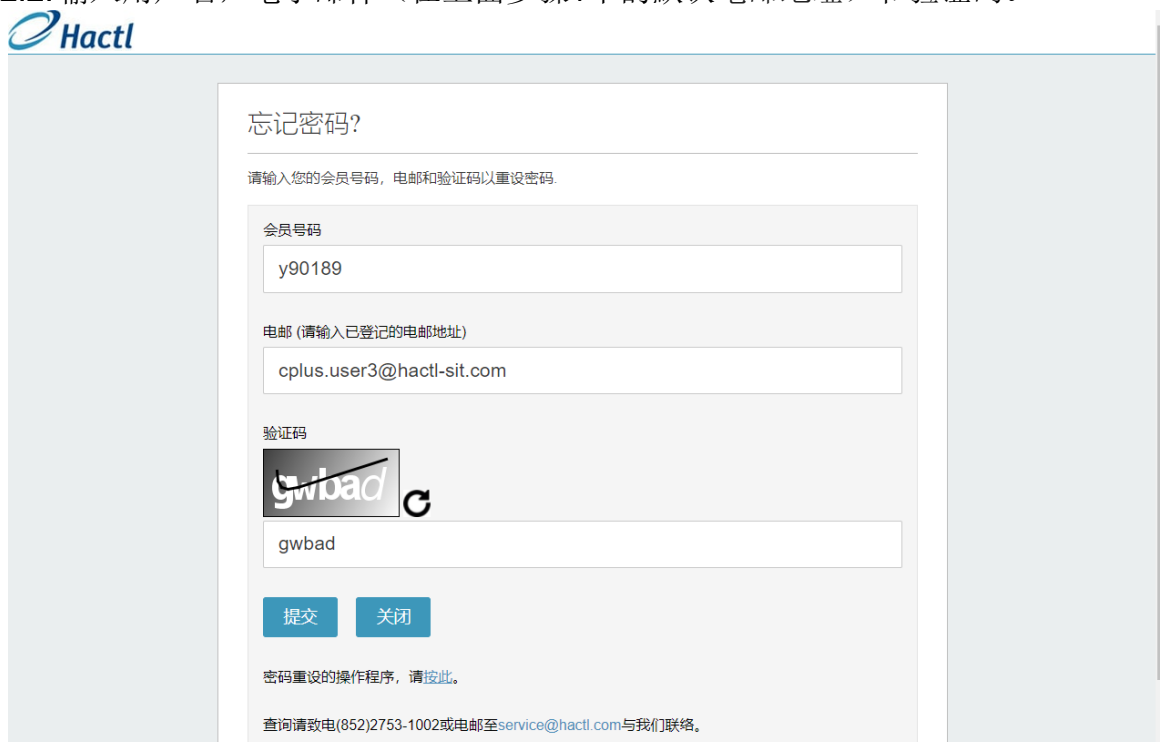 Hactl
忘记密码?
请输入您的会员号码，电邮和验证码以重设密码.
会员号码
y90189
电邮 (请输入已登记的电邮地址)
cplus.user3@hactl-sit.com
验证码
gwbad
gwbad
提交 关闭
密码重设的操作程序，请按此。
查询请致电(852)2753-1002或电邮至service@hactl.com与我们联络。